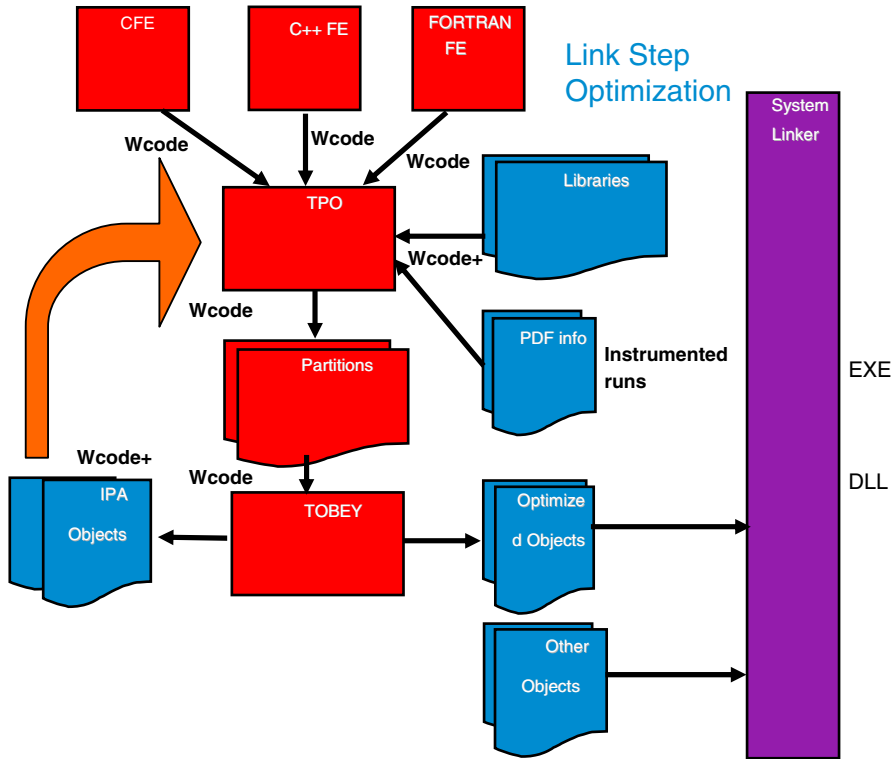 CFE
C++ FE
FORTRAN
FE
Link Step
Optimization
System
Linker
Wcode
Wcode
Wcode
Libraries
TPO
Wcode+
Wcode
PDF info
Instrumented
runs
Partitions
EXE
Wcode+
Wcode
DLL
IPA
Objects
TOBEY
Optimize
d Objects
Other
Objects